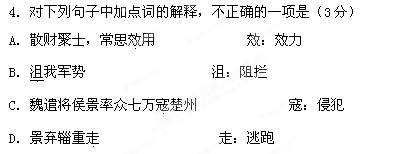 4. 对下列句子中加点词的解释，不正确的一项是（3分）
A. 散财聚士，常思效用 效：效力
B. 沮我军势 沮：阻拦
C. 魏遣将侯景率众七万寇楚州 寇：侵犯
D. 景弃辎重走 走：逃跑